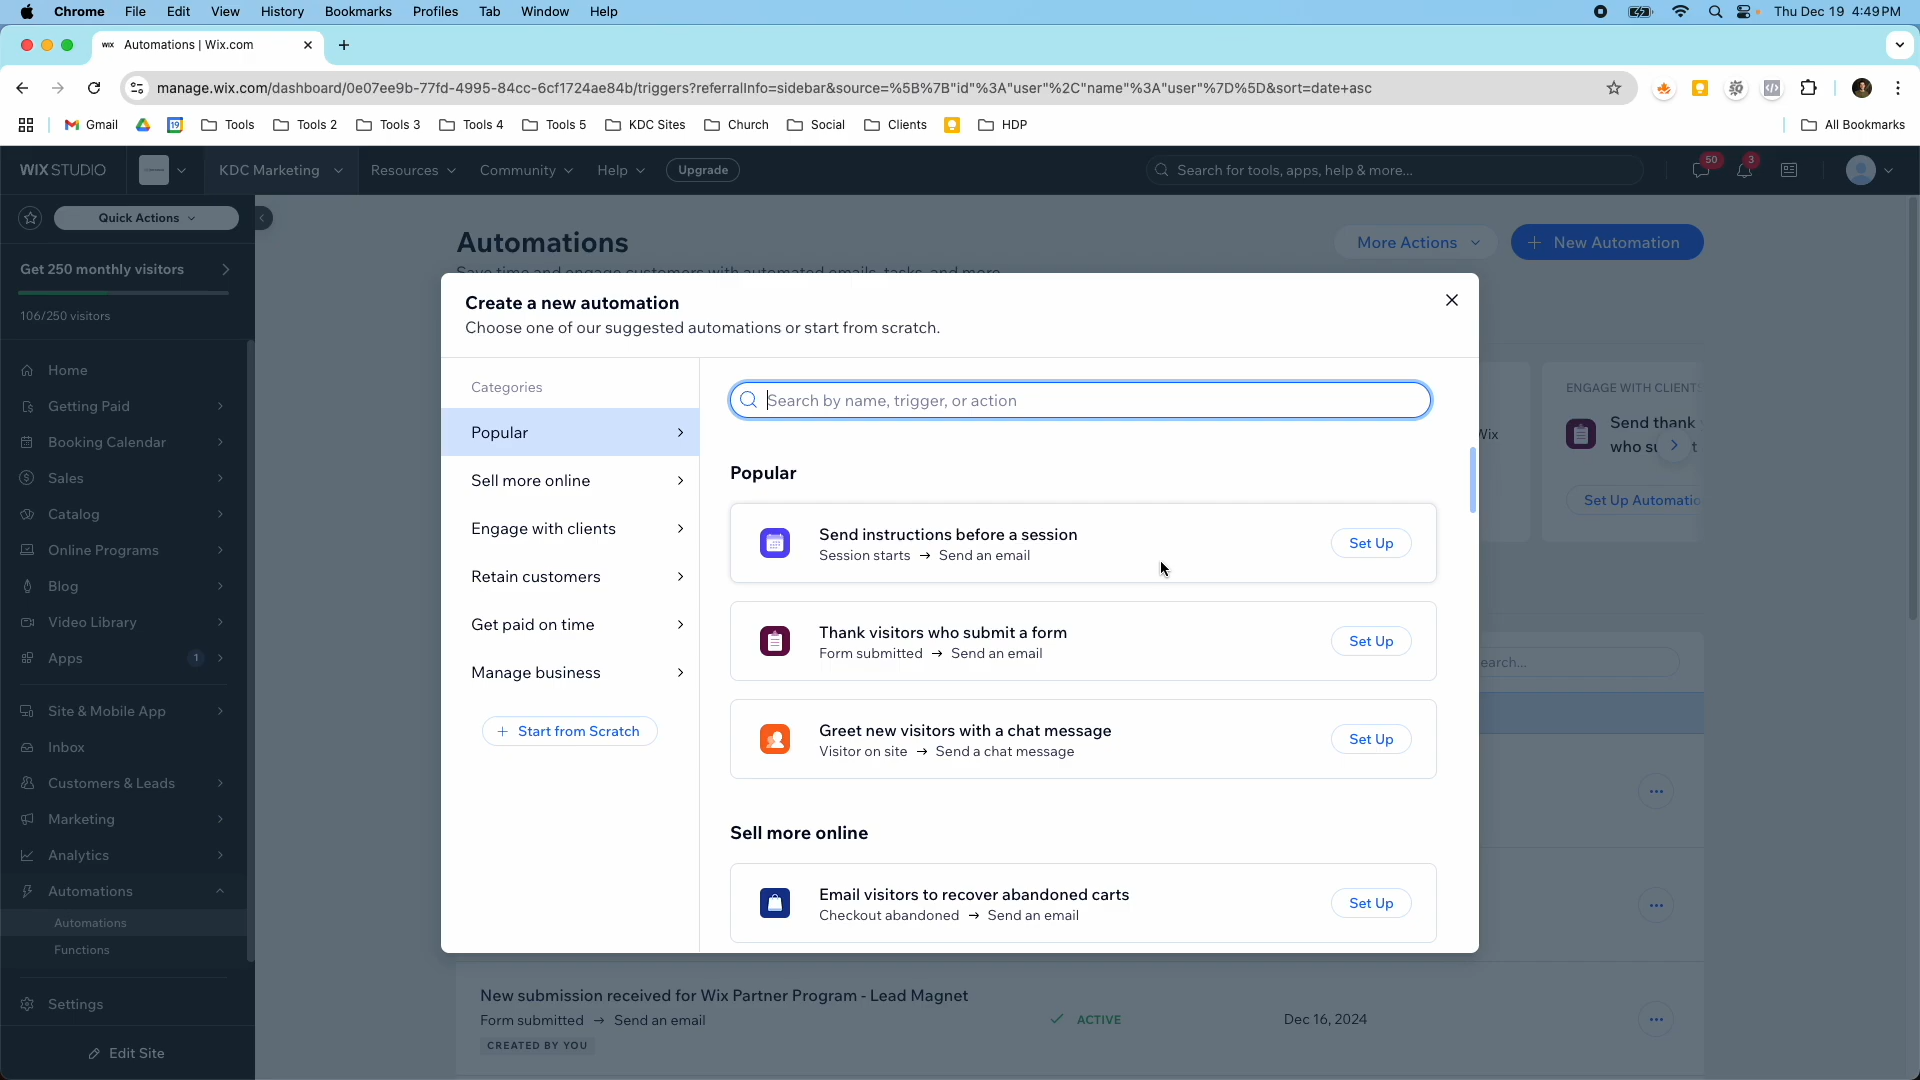 Chrome File Edit View History Bookmarks Profiles Tab Window Help Thu Dec 19 4:49 PM
WIX Automations | Wix.com
manage.wix.com/dashboard/0e07ee9b-77fd-4995-84cc-6cf1724ae84b/triggers?referralInfo=sidebar&source=%5B%7B"id"%3A"user"%2C"name"%3A"user"%7D%5D&sort=date+asc
Gmail 19 Tools Tools 2 Tools 3 Tools 4 Tools 5 KDC Sites Church Social Clients HDP All Bookmarks
WIX STUDIO KDC Marketing Resources Community Help Upgrade Search for tools, apps, help & more... 50 3
Quick Actions
Get 250 monthly visitors
106/250 visitors
Home
Getting Paid
Booking Calendar
Sales
Catalog
Online Programs
Blog
Video Library
Apps 1
Site & Mobile App
Inbox
Customers & Leads
Marketing
Analytics
Automations
Automations
Functions
Settings
Edit Site
Automations
More Actions
+ New Automation
Save time and engage customers with automated emails, tasks, and more
Create a new automation
Choose one of our suggested automations or start from scratch.
Categories
Popular
Sell more online
Engage with clients
Retain customers
Get paid on time
Manage business
+ Start from Scratch
Search by name, trigger, or action
Popular
Send instructions before a session
Session starts → Send an email
Set Up
Thank visitors who submit a form
Form submitted → Send an email
Set Up
Greet new visitors with a chat message
Visitor on site → Send a chat message
Set Up
Sell more online
Email visitors to recover abandoned carts
Checkout abandoned → Send an email
Set Up
Wix
ENGAGE WITH CLIENTS
Send thank
who su t
Set Up Automatio
earch...
New submission received for Wix Partner Program - Lead Magnet
Form submitted → Send an email
CREATED BY YOU
ACTIVE
Dec 16, 2024